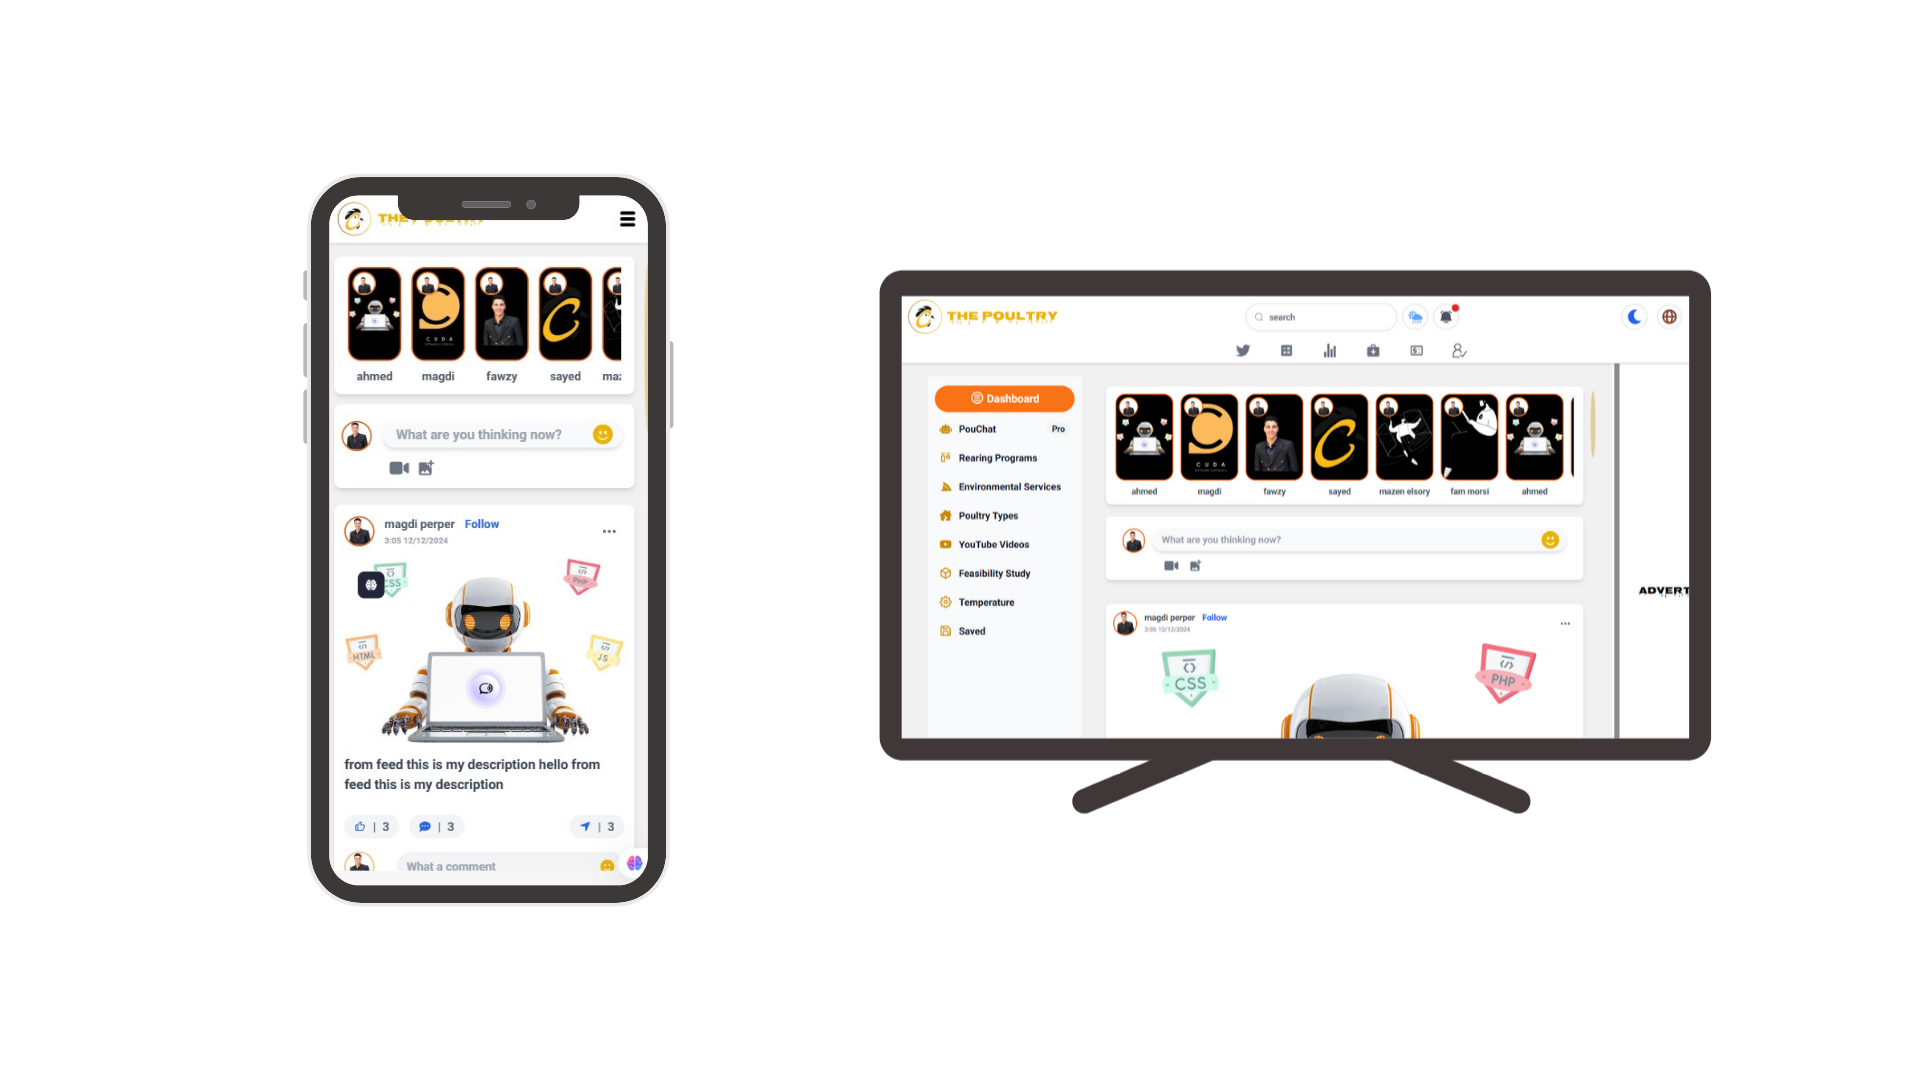 THE POULTRY
ahmed magdi fawzy sayed maz
What are you thinking now?
magdi perper Follow
3:05 12/12/2024
CSS
PHP
HTML
JS
from feed this is my description hello from
feed this is my description
| 3 | 3 | 3
What a comment
THE POULTRY
search
Dashboard
PouChat Pro
Rearing Programs
Environmental Services
Poultry Types
YouTube Videos
Feasibility Study
Temperature
Saved
CUDA
ahmed magdi fawzy sayed mazen elsory fam morsi ahmed
What are you thinking now?
magdi perper Follow
3:05 12/12/2024
CSS
PHP
ADVERT